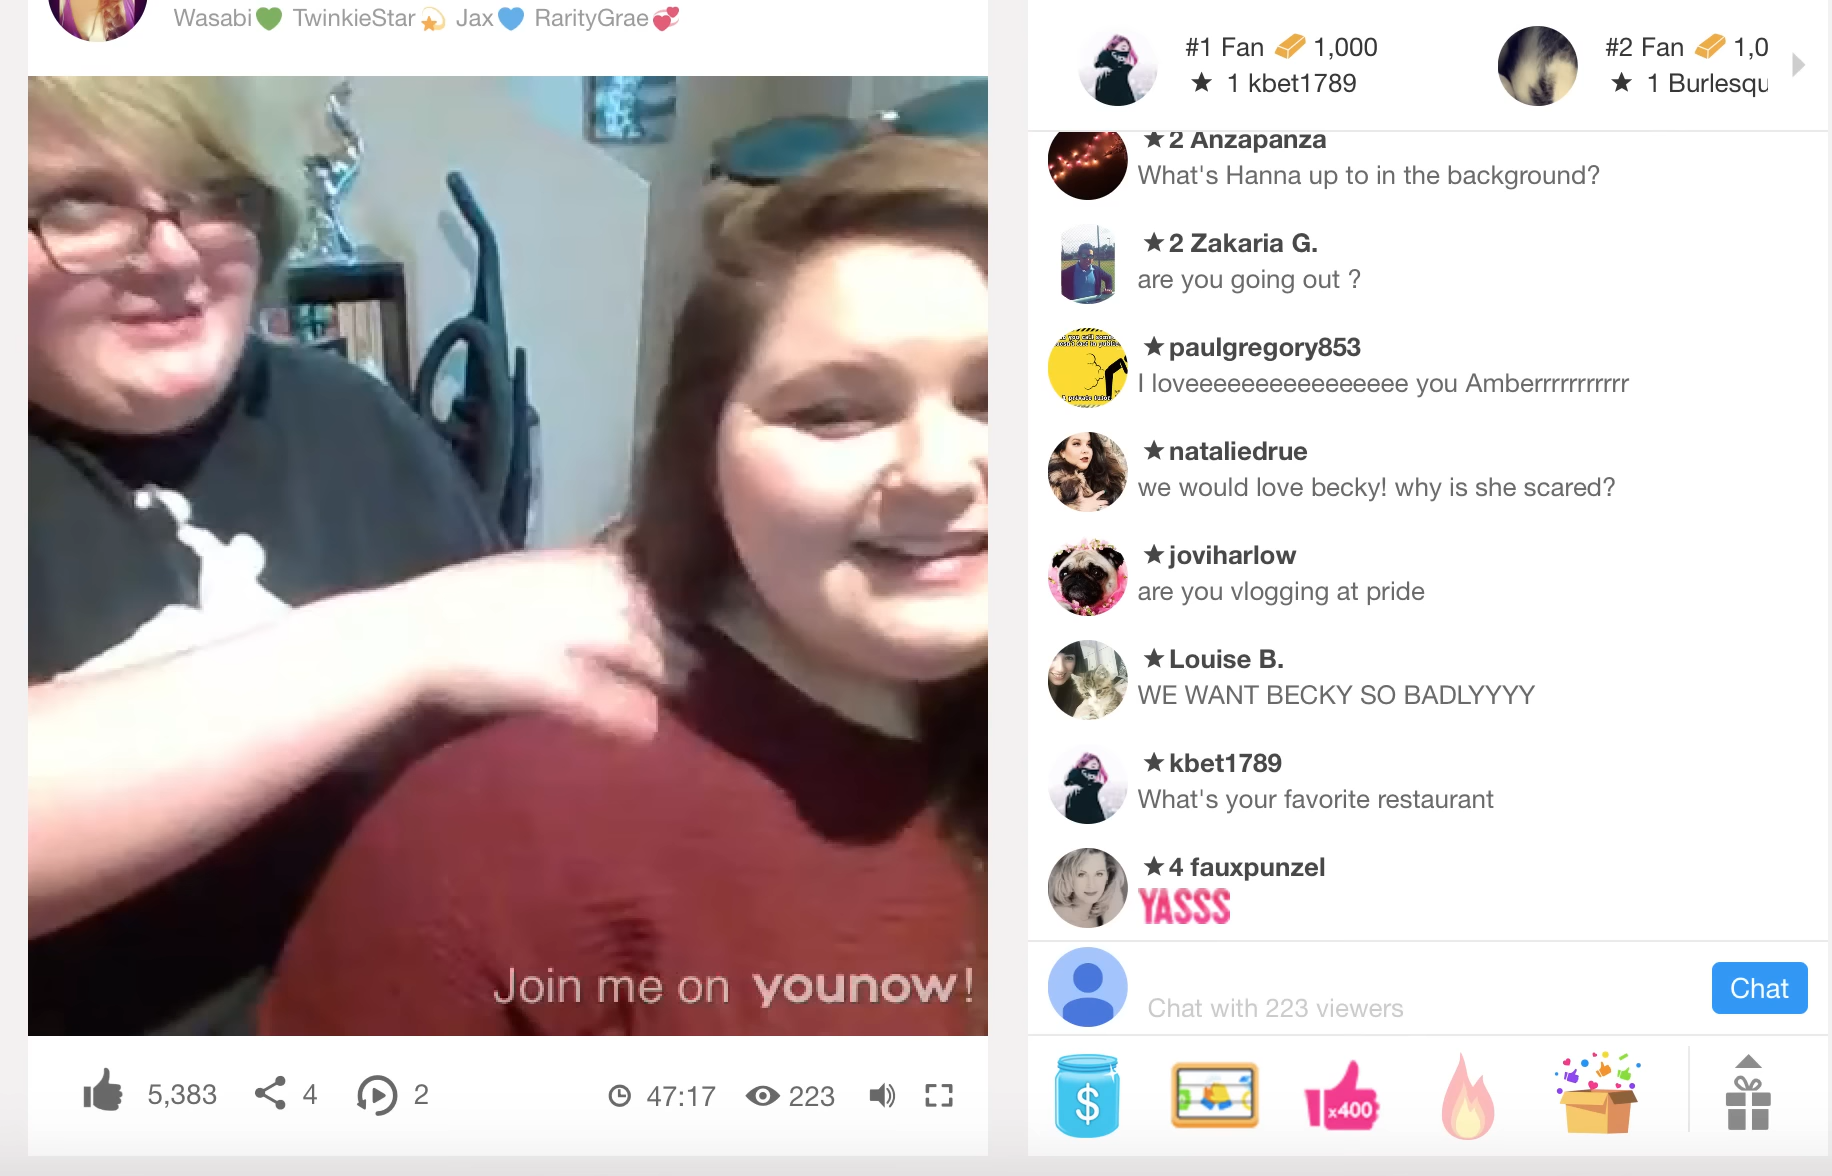 Wasabi💚 TwinkieStar💫 Jax💙 RarityGrae💞
Join me on younow!
5,383
4
2
47:17
223
#1 Fan 1,000
★ 1 kbet1789
#2 Fan 1,0
★ 1 Burlesqu
★2 Anzapanza
What's Hanna up to in the background?
★2 Zakaria G.
are you going out ?
★paulgregory853
I loveeeeeeeeeeeeeeee you Amberrrrrrrrrrr
★nataliedrue
we would love becky! why is she scared?
★joviharlow
are you vlogging at pride
★Louise B.
WE WANT BECKY SO BADLYYYY
★kbet1789
What's your favorite restaurant
★4 fauxpunzel
YASSS
Chat with 223 viewers
Chat
$
x400